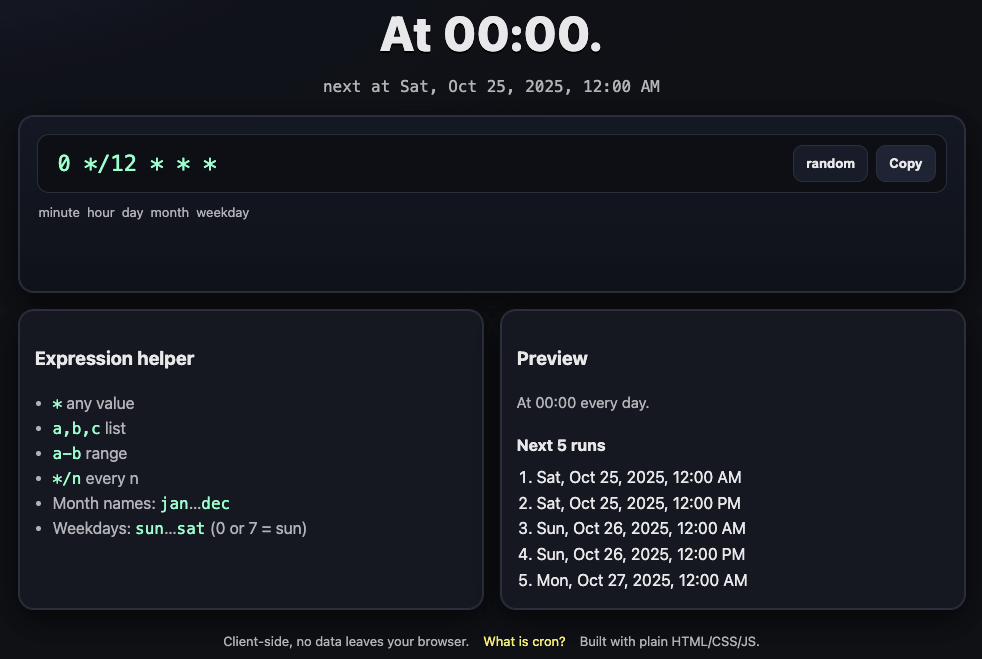 At 00:00.
next at Sat, Oct 25, 2025, 12:00 AM
0 */12 * * *
random
Copy
minute hour day month weekday
Expression helper
• * any value
• a,b,c list
• a-b range
• */n every n
• Month names: jan…dec
• Weekdays: sun…sat (0 or 7 = sun)
Preview
At 00:00 every day.
Next 5 runs
1. Sat, Oct 25, 2025, 12:00 AM
2. Sat, Oct 25, 2025, 12:00 PM
3. Sun, Oct 26, 2025, 12:00 AM
4. Sun, Oct 26, 2025, 12:00 PM
5. Mon, Oct 27, 2025, 12:00 AM
Client-side, no data leaves your browser. What is cron? Built with plain HTML/CSS/JS.